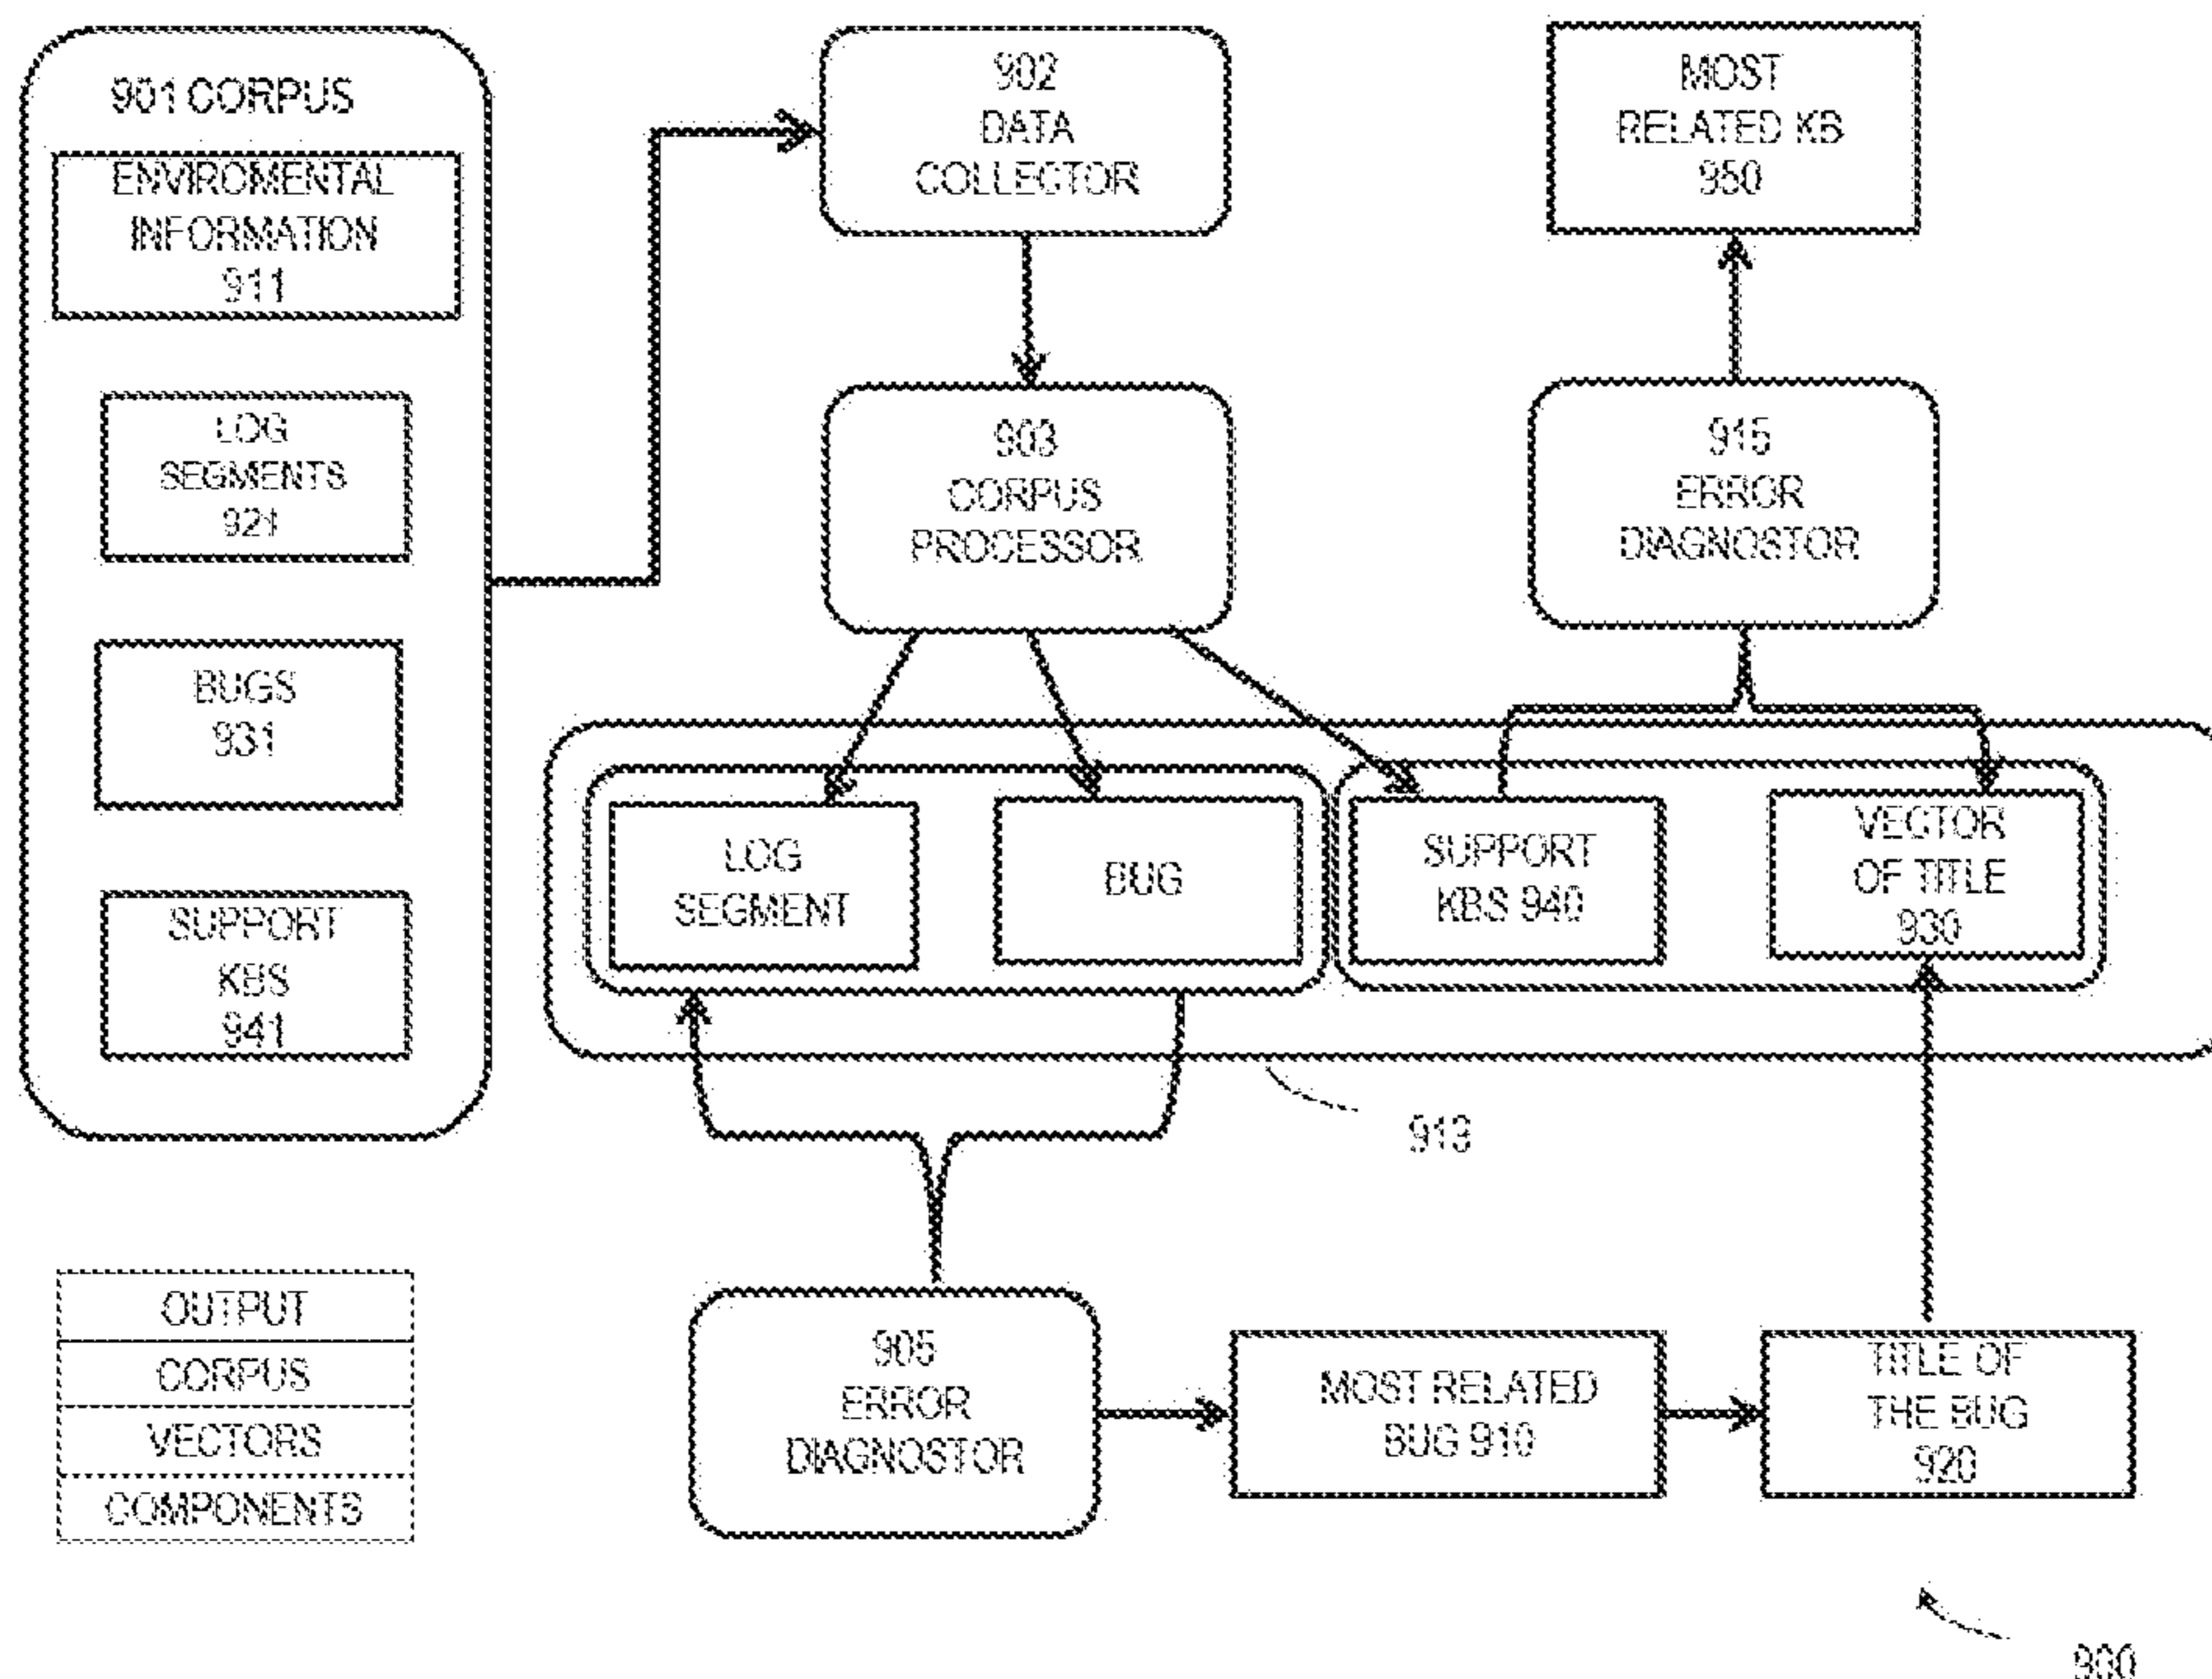 901 CORPUS
ENVIROMENTAL
INFORMATION
911
LOG
SEGMENTS
921
BUGS
931
SUPPORT
KBS
941
902
DATA
COLLECTOR
903
CORPUS
PROCESSOR
MOST
RELATED KB
950
915
ERROR
DIAGNOSTOR
LOG
SEGMENT
BUG
SUPPORT
KBS 940
VECTOR
OF TITLE
930
913
905
ERROR
DIAGNOSTOR
MOST RELATED
BUG 910
TITLE OF
THE BUG
920
OUTPUT
CORPUS
VECTORS
COMPONENTS
900